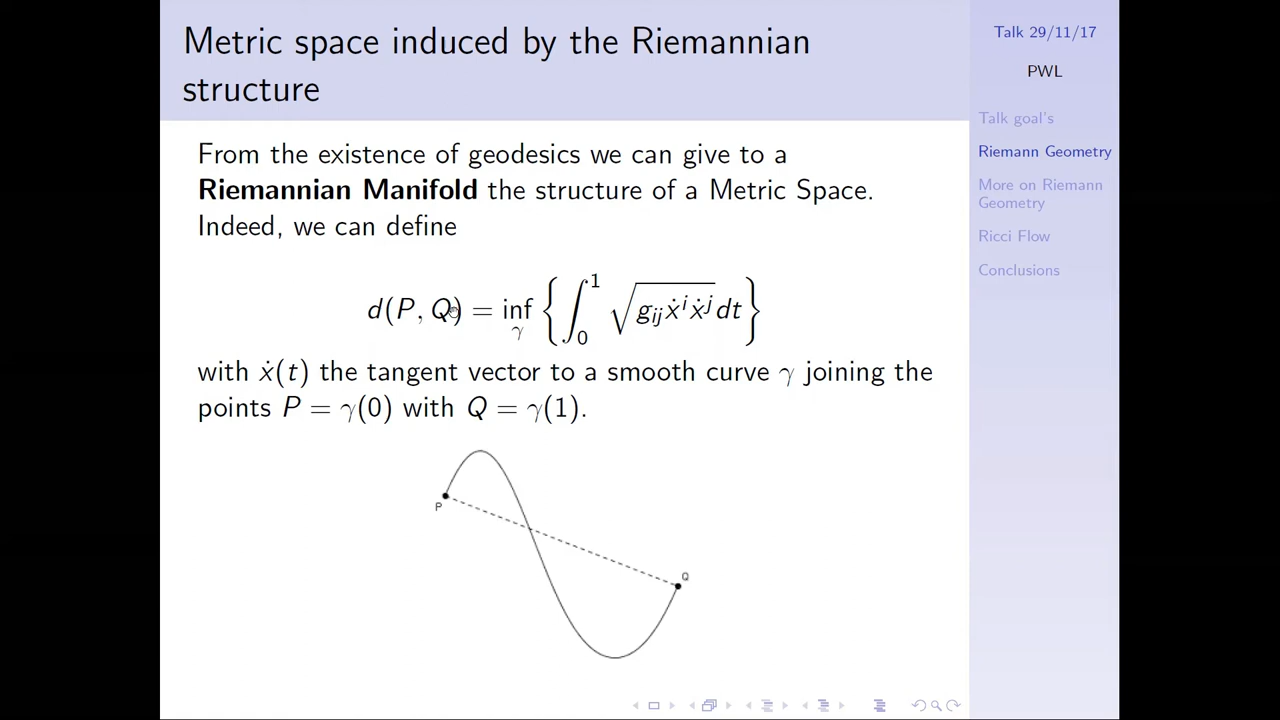 Metric space induced by the Riemannian
structure
From the existence of geodesics we can give to a
Riemannian Manifold the structure of a Metric Space.
Indeed, we can define
d(P, Q) = inf_γ { ∫_0^1 √(g_{ij} ẋ^i ẋ^j) dt }
with ẋ(t) the tangent vector to a smooth curve γ joining the
points P = γ(0) with Q = γ(1).
P
Q
Talk 29/11/17
PWL
Talk goal's
Riemann Geometry
More on Riemann
Geometry
Ricci Flow
Conclusions